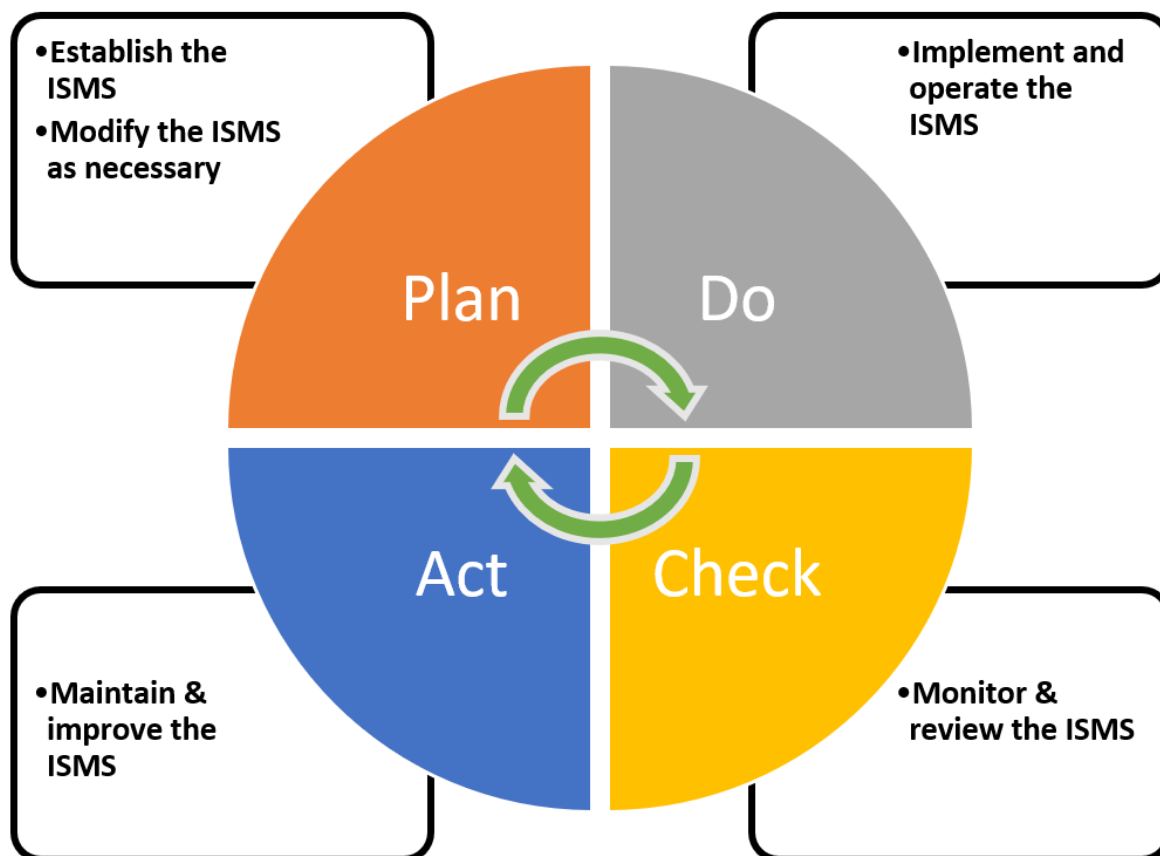 •Establish the
ISMS
•Modify the ISMS
as necessary
•Implement and
operate the
ISMS
Plan
Do
Act
Check
•Maintain &
improve the
ISMS
•Monitor &
review the ISMS